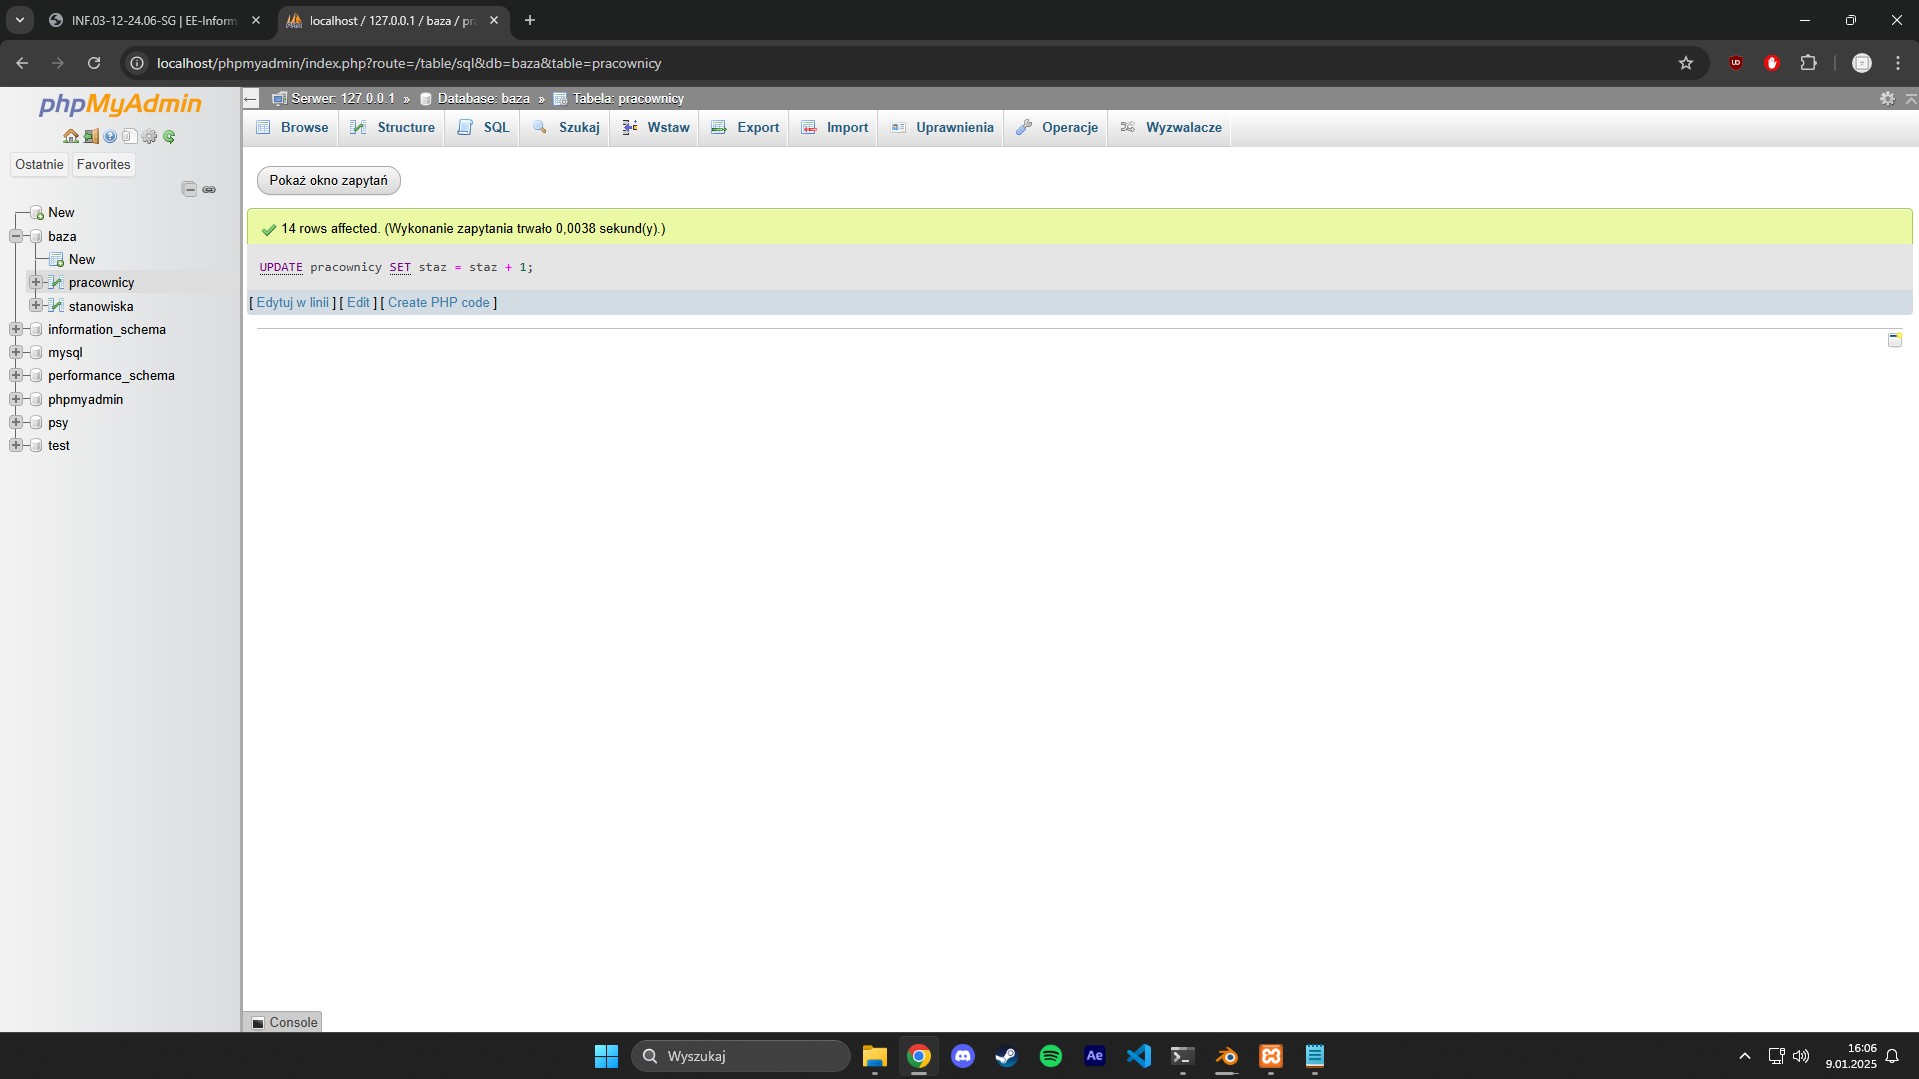 INF.03-12-24.06-SG | EE-Inform
localhost / 127.0.0.1 / baza / pra
localhost/phpmyadmin/index.php?route=/table/sql&db=baza&table=pracownicy
phpMyAdmin
Ostatnie
Favorites
New
baza
New
pracownicy
stanowiska
information_schema
mysql
performance_schema
phpmyadmin
psy
test
Serwer: 127.0.0.1 » Database: baza » Tabela: pracownicy
Browse
Structure
SQL
Szukaj
Wstaw
Export
Import
Uprawnienia
Operacje
Wyzwalacze
Pokaż okno zapytań
14 rows affected. (Wykonanie zapytania trwało 0,0038 sekund(y).)
UPDATE pracownicy SET staz = staz + 1;
[ Edytuj w linii ] [ Edit ] [ Create PHP code ]
Console
Wyszukaj
Ae
16:06
9.01.2025